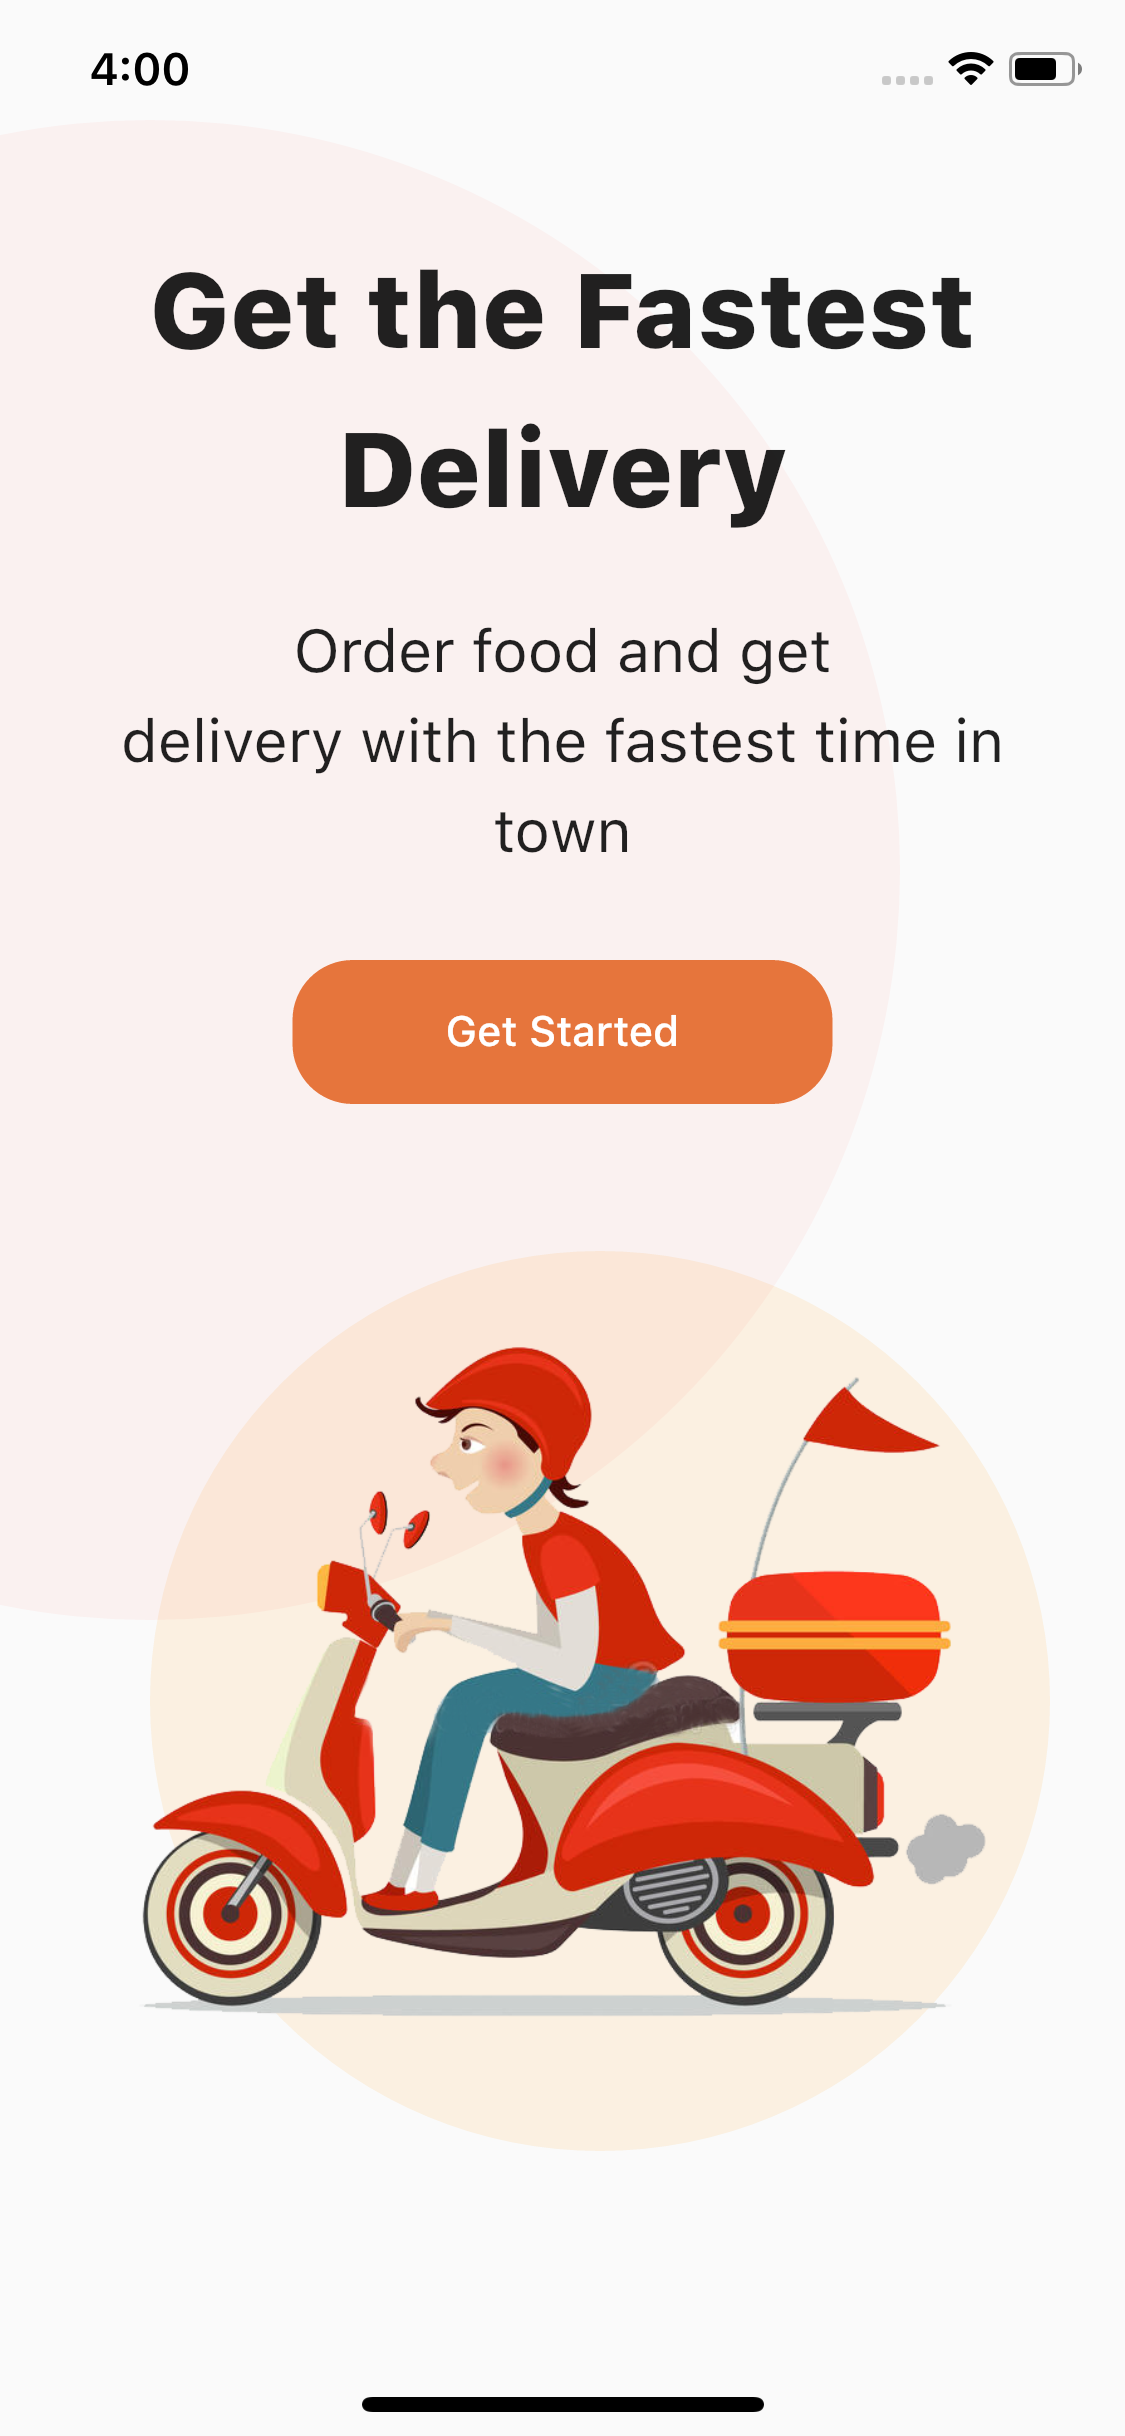 4:00
Get the Fastest
Delivery
Order food and get
delivery with the fastest time in
town
Get Started